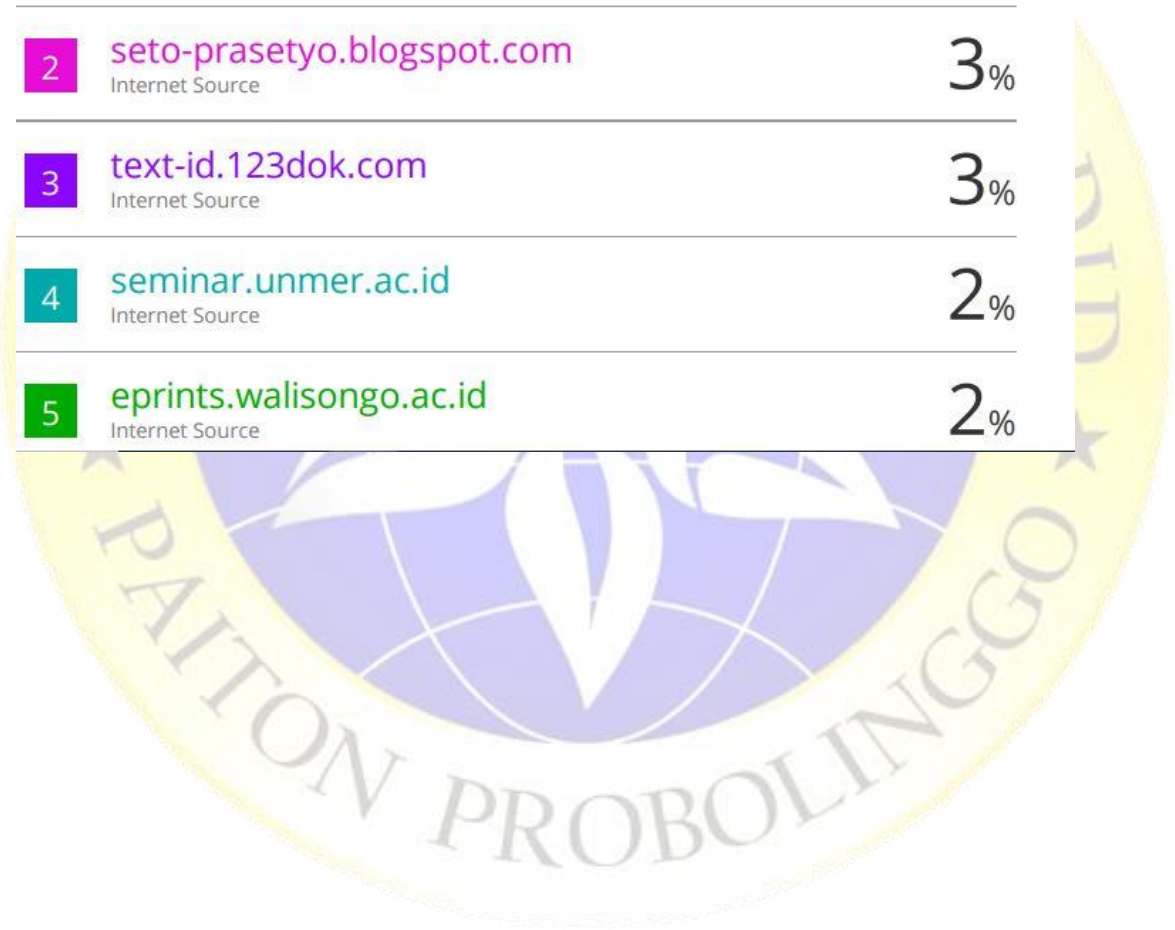 2 seto-prasetyo.blogspot.com 3%
Internet Source
3 text-id.123dok.com 3%
Internet Source
4 seminar.unmer.ac.id 2%
Internet Source
5 eprints.walisongo.ac.id 2%
Internet Source
★ PAITON PROBOLINGGO ★